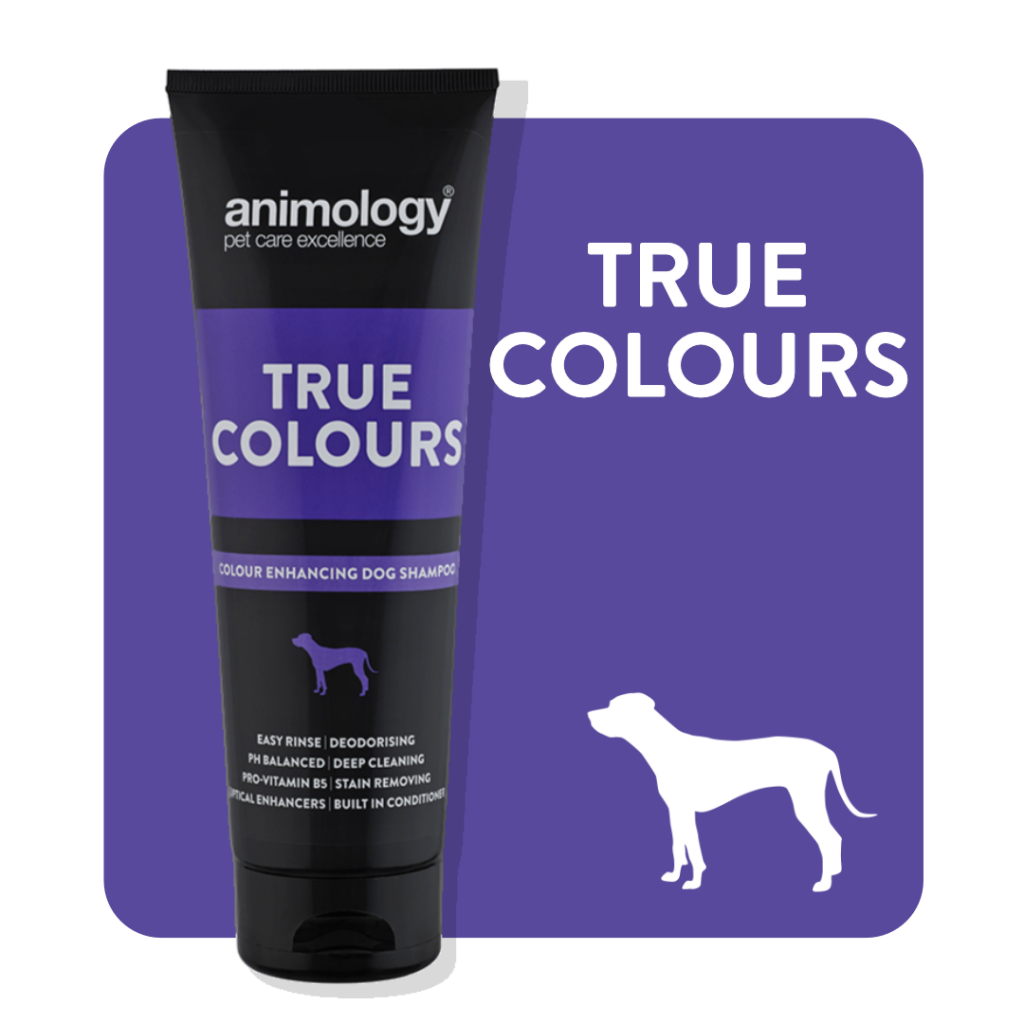 animology®
pet care excellence
TRUE
COLOURS
COLOUR ENHANCING DOG SHAMPOO
EASY RINSE | DEODORISING
PH BALANCED | DEEP CLEANING
PRO-VITAMIN B5 | STAIN REMOVING
OPTICAL ENHANCERS | BUILT IN CONDITIONER
TRUE
COLOURS